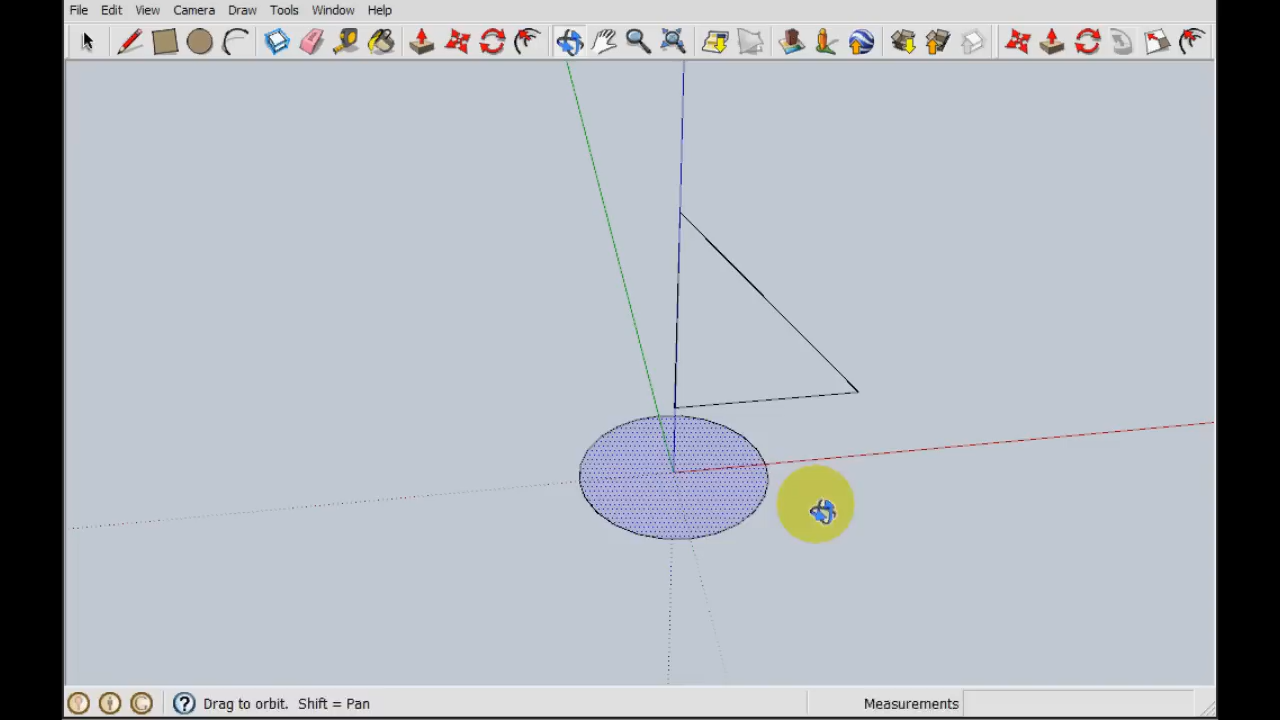 File Edit View Camera Draw Tools Window Help
Drag to orbit. Shift = Pan Measurements